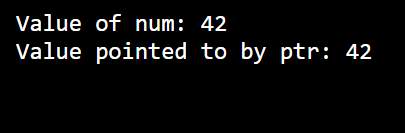 Value of num: 42
Value pointed to by ptr: 42